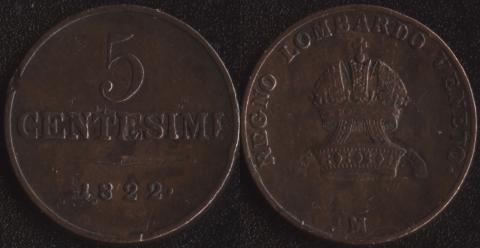 5
CENTESIMI
1822.
REGNO LOMBARDO VENETO.
M